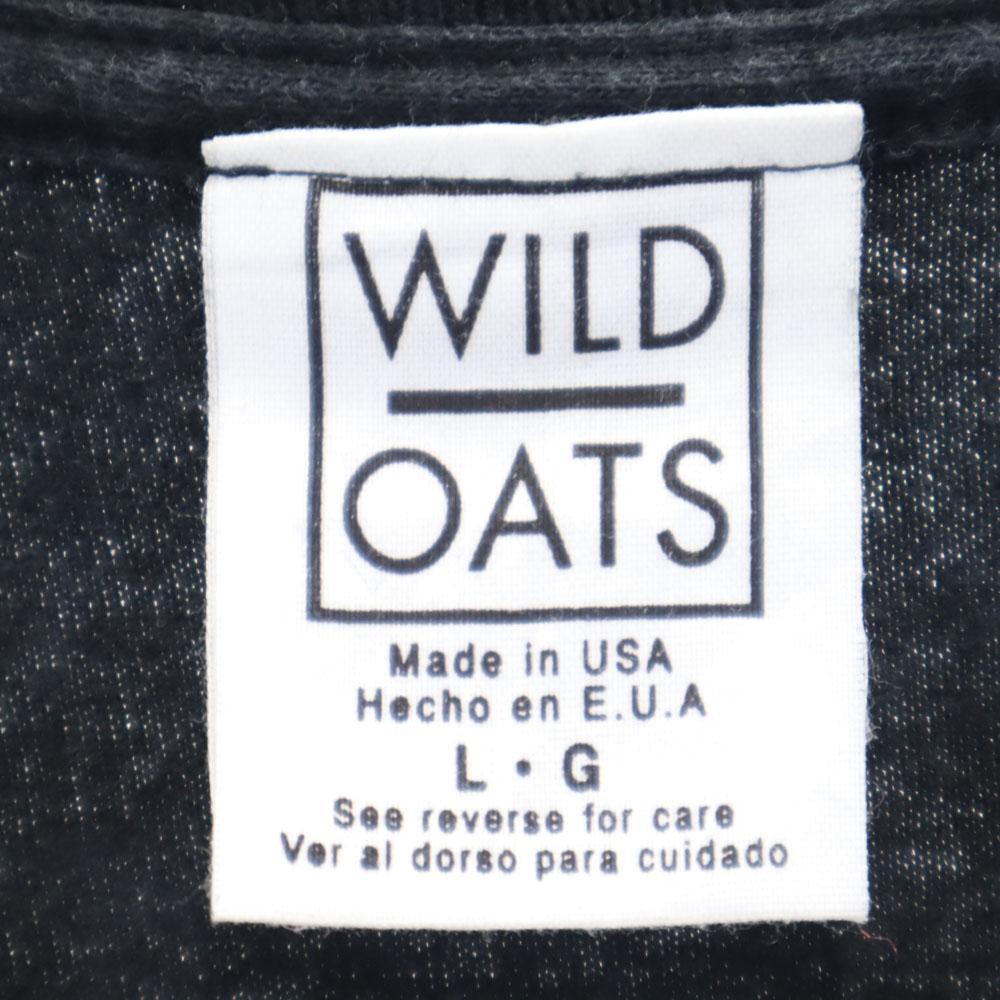 WILD
OATS
Made in USA
Hecho en E.U.A
L • G
See reverse for care
Ver al dorso para cuidado